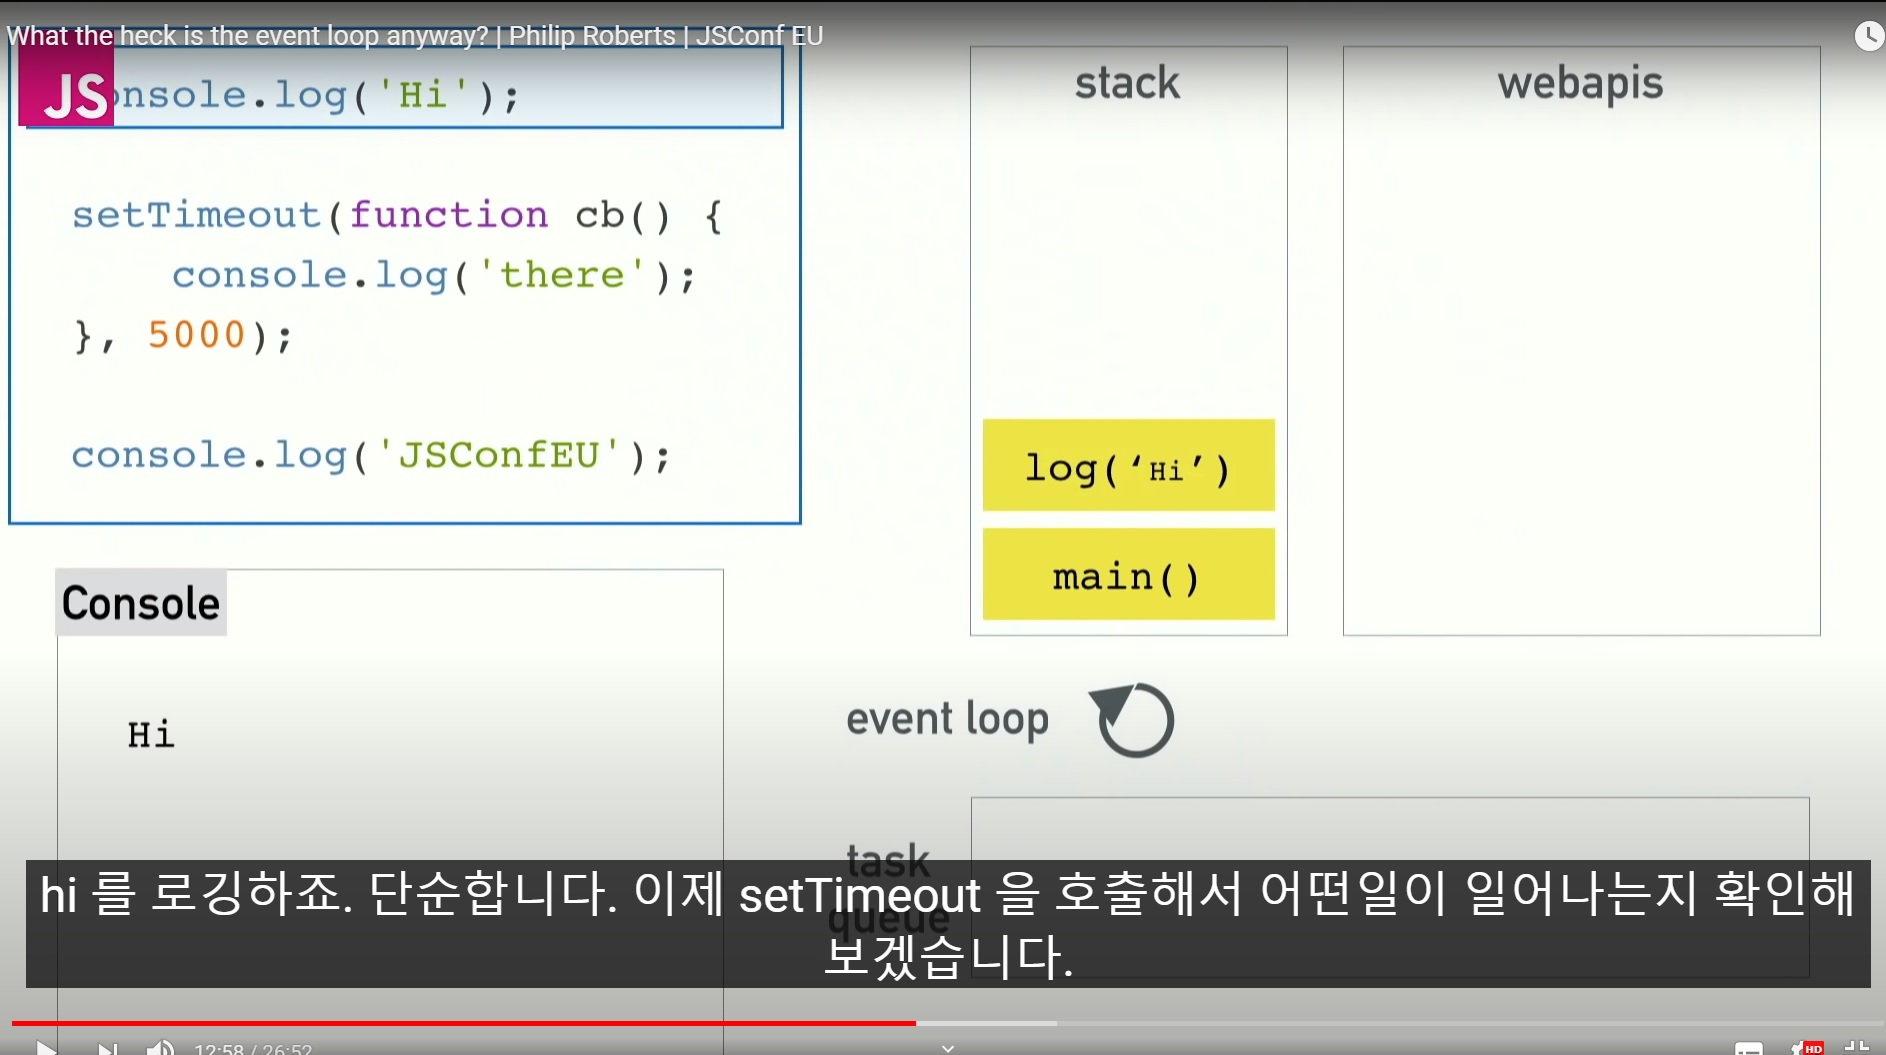 What the heck is the event loop anyway? | Philip Roberts | JSConf EU
JS
onsole.log('Hi');
setTimeout(function cb() {
console.log('there');
}, 5000);
console.log('JSConfEU');
stack
log(‘Hi’)
main()
webapis
Console
Hi
event loop
task
queue
hi 를 로깅하죠. 단순합니다. 이제 setTimeout 을 호출해서 어떤일이 일어나는지 확인해
보겠습니다.
12:58 / 26:52
HD